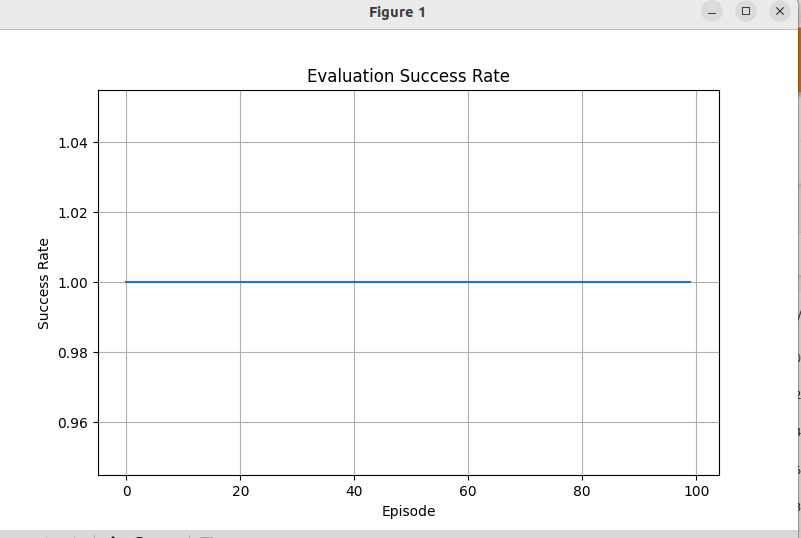 Figure 1
Evaluation Success Rate
1.04
1.02
1.00
0.98
0.96
Success Rate
0 20 40 60 80 100
Episode